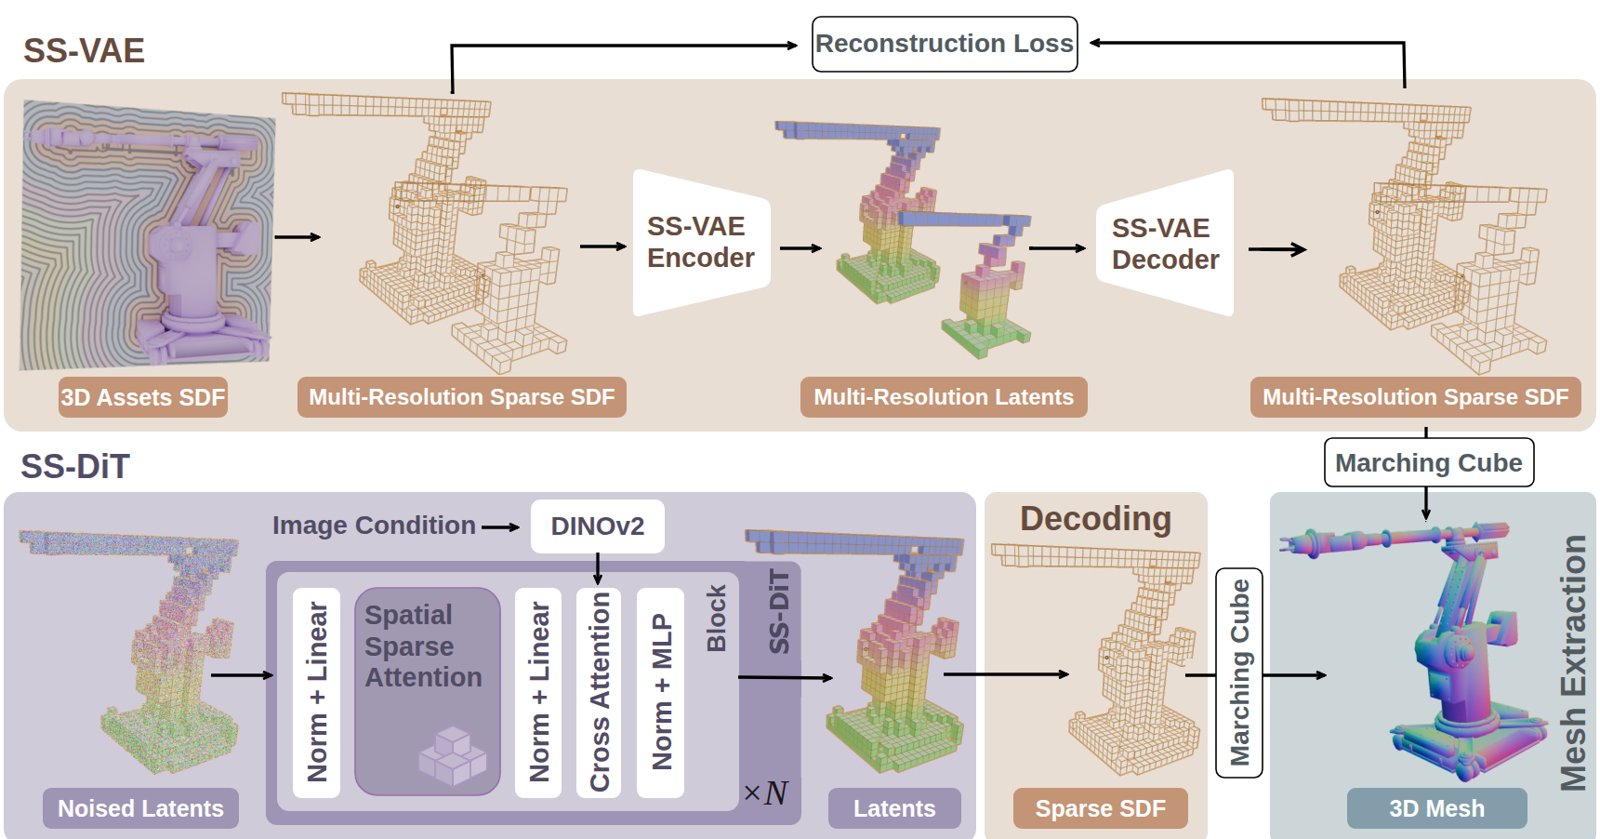 SS-VAE
Reconstruction Loss
SS-VAE
Encoder
SS-VAE
Decoder
3D Assets SDF
Multi-Resolution Sparse SDF
Multi-Resolution Latents
Multi-Resolution Sparse SDF
Marching Cube
SS-DiT
Image Condition
DINOv2
Norm + Linear
Spatial
Sparse
Attention
Norm + Linear
Cross Attention
Norm + MLP
Block
SS-DiT
×N
Noised Latents
Latents
Decoding
Sparse SDF
Marching Cube
Mesh Extraction
3D Mesh